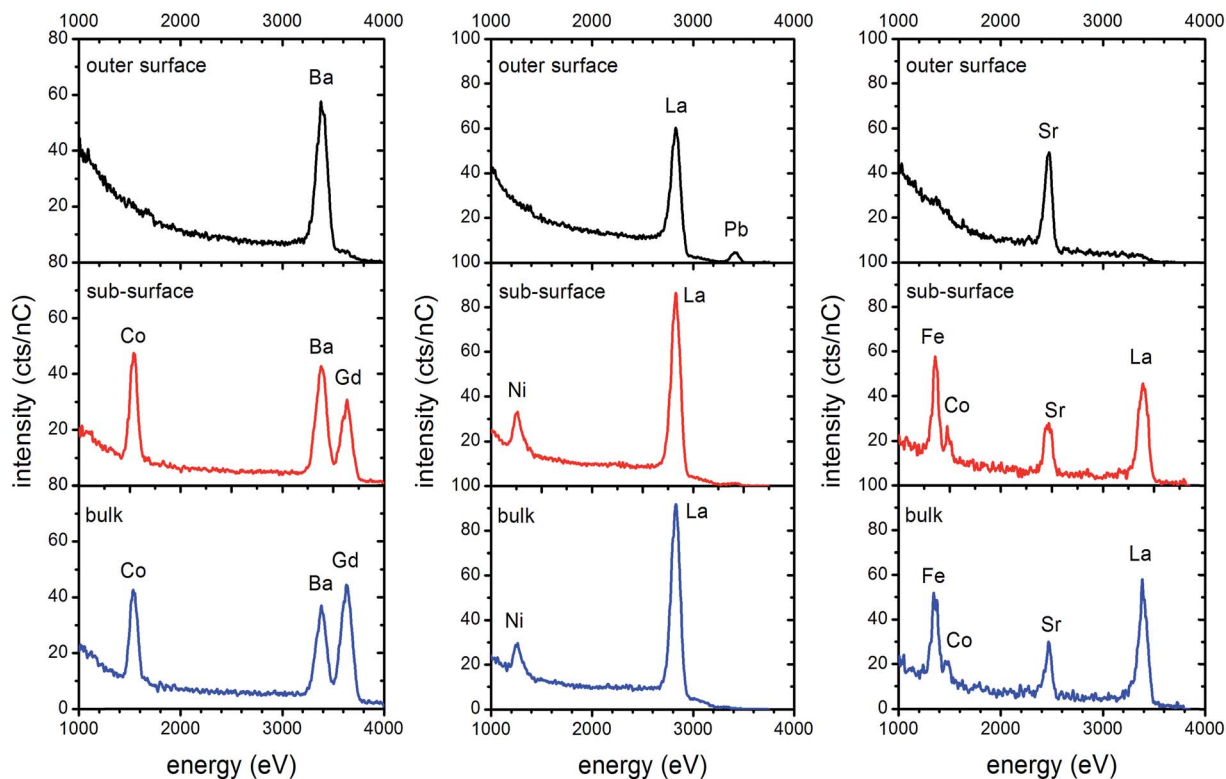 1000 2000 3000 4000
80
outer surface
Ba
60
40
20
80
sub-surface
60
Co
Ba
Gd
40
20
80
bulk
60
Co
Ba
Gd
40
20
0
1000 2000 3000 4000
intensity (cts/nC)
energy (eV)
1000 2000 3000 4000
100
outer surface
80
La
60
40
20
Pb
100
sub-surface
La
80
60
40
Ni
20
100
bulk
La
80
60
40
Ni
20
0
1000 2000 3000 4000
intensity (cts/nC)
energy (eV)
1000 2000 3000 4000
100
outer surface
80
60
Sr
40
20
100
sub-surface
80
Fe
La
60
40
Co
Sr
20
100
bulk
80
La
60
Fe
40
Co
Sr
20
0
1000 2000 3000 4000
intensity (cts/nC)
energy (eV)